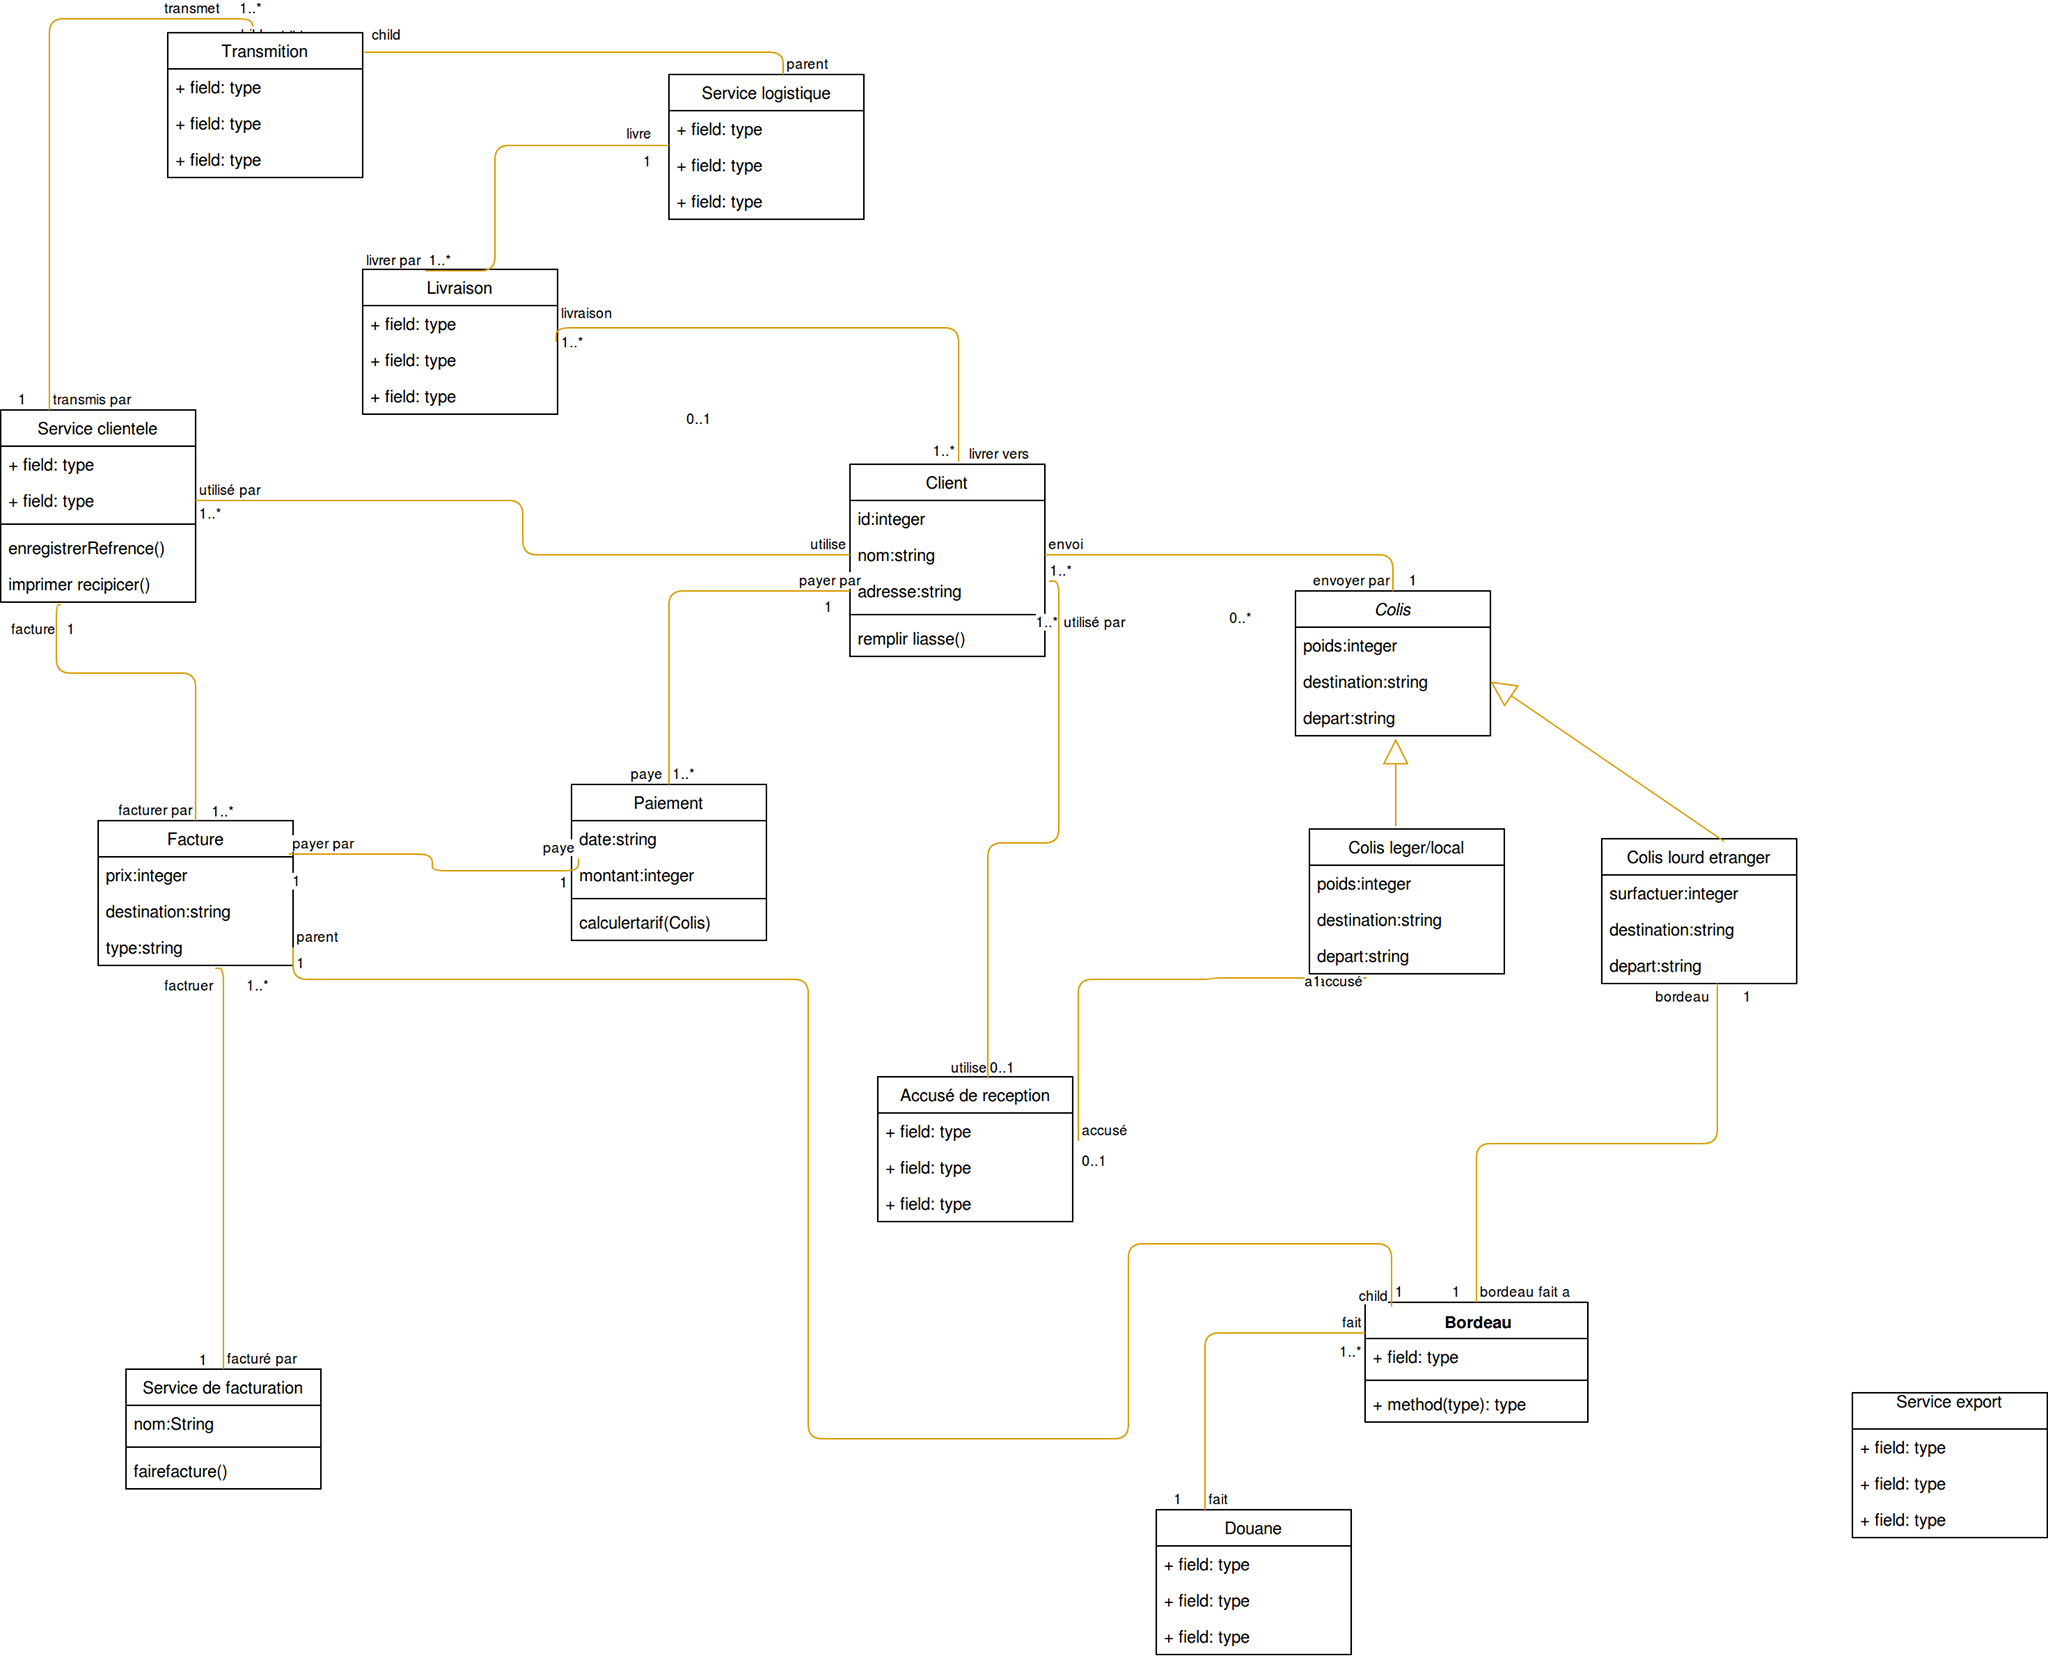 transmet 1..*
Transmition
+ field: type
+ field: type
+ field: type
child
parent
Service logistique
+ field: type
+ field: type
+ field: type
livre
1
livrer par 1..*
Livraison
+ field: type
+ field: type
+ field: type
livraison
1..*
0..1
1..* livrer vers
1 transmis par
Service clientele
+ field: type
+ field: type
enregistrerRefrence()
imprimer recipicer()
utilisé par
1..*
utilise
Client
id:integer
nom:string
adresse:string
remplir liasse()
payer par
1
envoi
1..*
1..* utilisé par
envoyer par 1
0..*
Colis
poids:integer
destination:string
depart:string
facture 1
facturer par 1..*
Facture
prix:integer
destination:string
type:string
payer par
1
parent
1
paye 1..*
Paiement
date:string
montant:integer
calculertarif(Colis)
paye
1
Colis leger/local
poids:integer
destination:string
depart:string
accusé
1
Colis lourd etranger
surfactuer:integer
destination:string
depart:string
bordeau 1
factruer 1..*
utilise 0..1
Accusé de reception
+ field: type
+ field: type
+ field: type
accusé
0..1
child 1
1 bordeau fait a
Bordeau
+ field: type
+ method(type): type
fait
1..*
1 facturé par
Service de facturation
nom:String
fairefacture()
1 fait
Douane
+ field: type
+ field: type
+ field: type
Service export
+ field: type
+ field: type
+ field: type